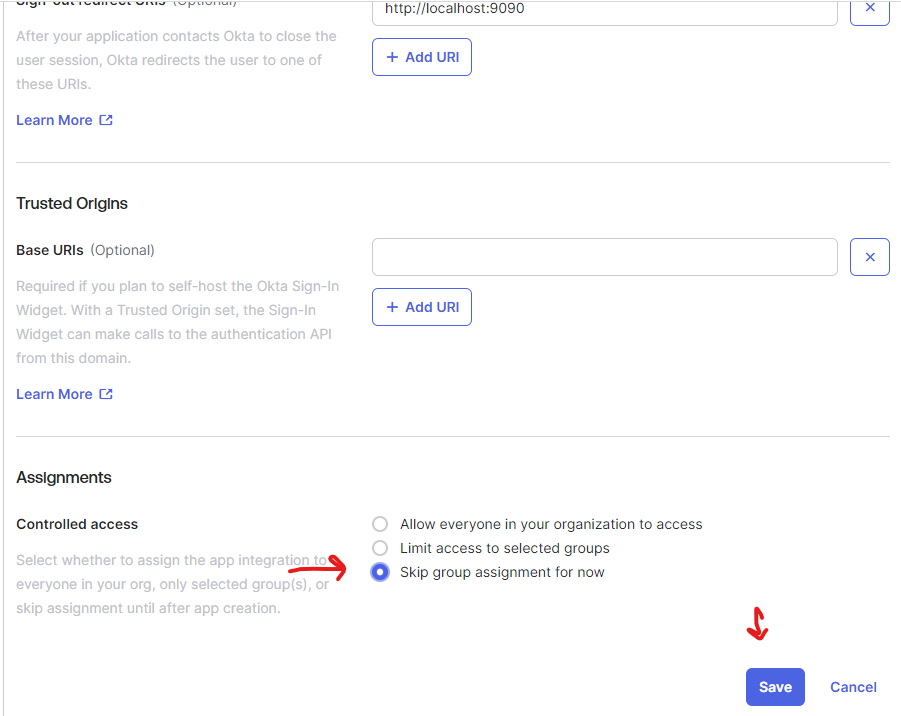 Sign-out redirect URIs (Optional)
http://localhost:9090
After your application contacts Okta to close the
user session, Okta redirects the user to one of
these URIs.
+ Add URI
Learn More
Trusted Origins
Base URIs (Optional)
Required if you plan to self-host the Okta Sign-In
Widget. With a Trusted Origin set, the Sign-In
Widget can make calls to the authentication API
from this domain.
+ Add URI
Learn More
Assignments
Controlled access
Select whether to assign the app integration to
everyone in your org, only selected group(s), or
skip assignment until after app creation.
Allow everyone in your organization to access
Limit access to selected groups
Skip group assignment for now
Save
Cancel